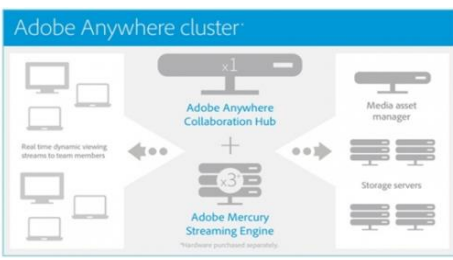 Adobe Anywhere cluster*
x1
Adobe Anywhere
Collaboration Hub
+
x3*
Adobe Mercury
Streaming Engine
*Hardware purchased separately.
Real time dynamic viewing
streams to team members
Media asset
manager
Storage servers